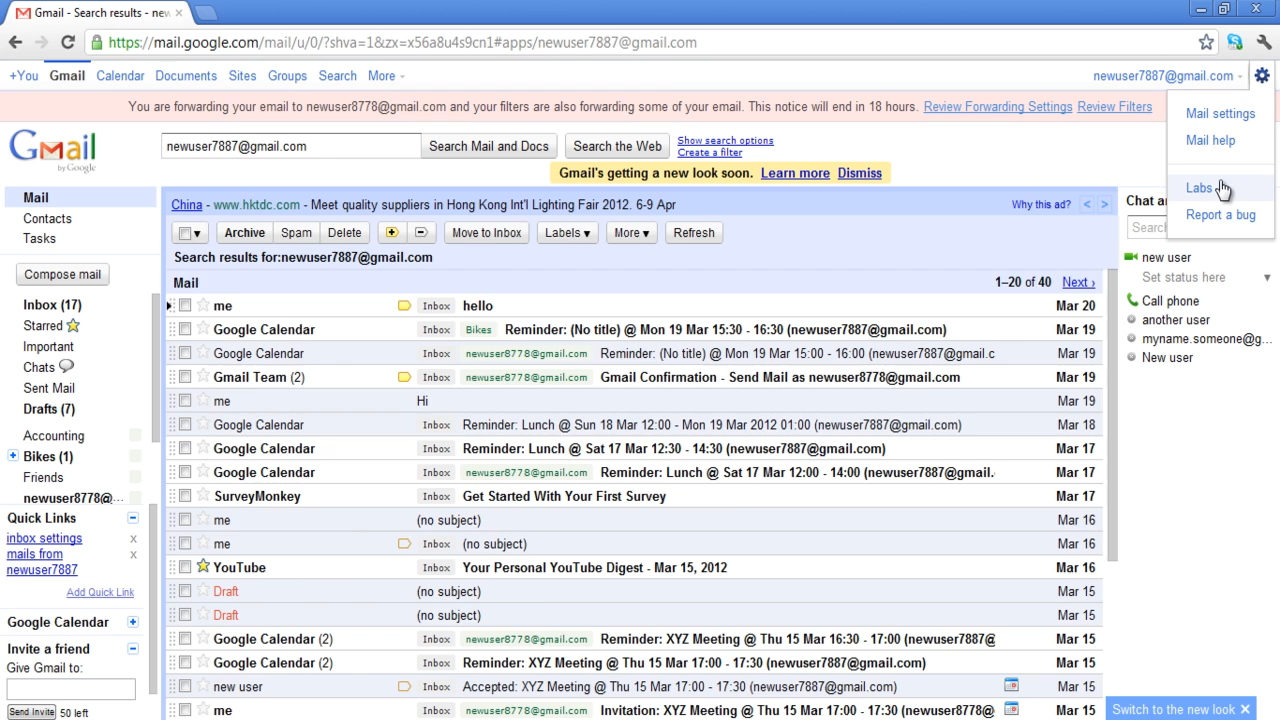 Gmail - Search results - new
https://mail.google.com/mail/u/0/?shva=1&zx=x56a8u4s9cn1#apps/newuser7887@gmail.com
+You Gmail Calendar Documents Sites Groups Search More newuser7887@gmail.com
You are forwarding your email to newuser8778@gmail.com and your filters are also forwarding some of your email. This notice will end in 18 hours. Review Forwarding Settings Review Filters
Mail settings
Mail help
Labs
Report a bug
Gmail
by Google
newuser7887@gmail.com Search Mail and Docs Search the Web Show search options
Create a filter
Gmail's getting a new look soon. Learn more Dismiss
Mail
Contacts
Tasks
Compose mail
Inbox (17)
Starred
Important
Chats
Sent Mail
Drafts (7)
Accounting
Bikes (1)
Friends
newuser8778@...
Quick Links
inbox settings x
mails from x
newuser7887
Add Quick Link
Google Calendar
Invite a friend
Give Gmail to:
Send Invite 50 left
China - www.hktdc.com - Meet quality suppliers in Hong Kong Int'l Lighting Fair 2012. 6-9 Apr Why this ad? < >
Archive Spam Delete Move to Inbox Labels More Refresh
Search results for:newuser7887@gmail.com
Mail 1–20 of 40 Next ›
me Inbox hello Mar 20
Google Calendar Inbox Bikes Reminder: (No title) @ Mon 19 Mar 15:30 - 16:30 (newuser7887@gmail.com) Mar 19
Google Calendar Inbox newuser8778@gmail.com Reminder: (No title) @ Mon 19 Mar 15:00 - 16:00 (newuser7887@gmail.c Mar 19
Gmail Team (2) Inbox newuser8778@gmail.com Gmail Confirmation - Send Mail as newuser8778@gmail.com Mar 19
me Hi Mar 19
Google Calendar Inbox Reminder: Lunch @ Sun 18 Mar 12:00 - Mon 19 Mar 2012 01:00 (newuser7887@gmail.com) Mar 18
Google Calendar Inbox Reminder: Lunch @ Sat 17 Mar 12:30 - 14:30 (newuser7887@gmail.com) Mar 17
Google Calendar Inbox newuser8778@gmail.com Reminder: Lunch @ Sat 17 Mar 12:00 - 14:00 (newuser7887@gmail. Mar 17
SurveyMonkey Inbox Get Started With Your First Survey Mar 17
me Inbox (no subject) Mar 16
me Inbox (no subject) Mar 16
YouTube Inbox Your Personal YouTube Digest - Mar 15, 2012 Mar 16
Draft (no subject) Mar 15
Draft (no subject) Mar 15
Google Calendar (2) Inbox newuser8778@gmail.com Reminder: XYZ Meeting @ Thu 15 Mar 16:30 - 17:00 (newuser7887@g Mar 15
Google Calendar (2) Inbox Reminder: XYZ Meeting @ Thu 15 Mar 17:00 - 17:30 (newuser7887@gmail.com) Mar 15
new user Inbox Accepted: XYZ Meeting @ Thu 15 Mar 17:00 - 17:30 (newuser7887@gmail.com) Mar 15
me Inbox newuser8778@gmail.com Invitation: XYZ Meeting @ Thu 15 Mar 17:00 - 17:30 (newuser7887@ Mar 15
Chat an
Search
new user
Set status here
Call phone
another user
myname.someone@g...
New user
Switch to the new look x